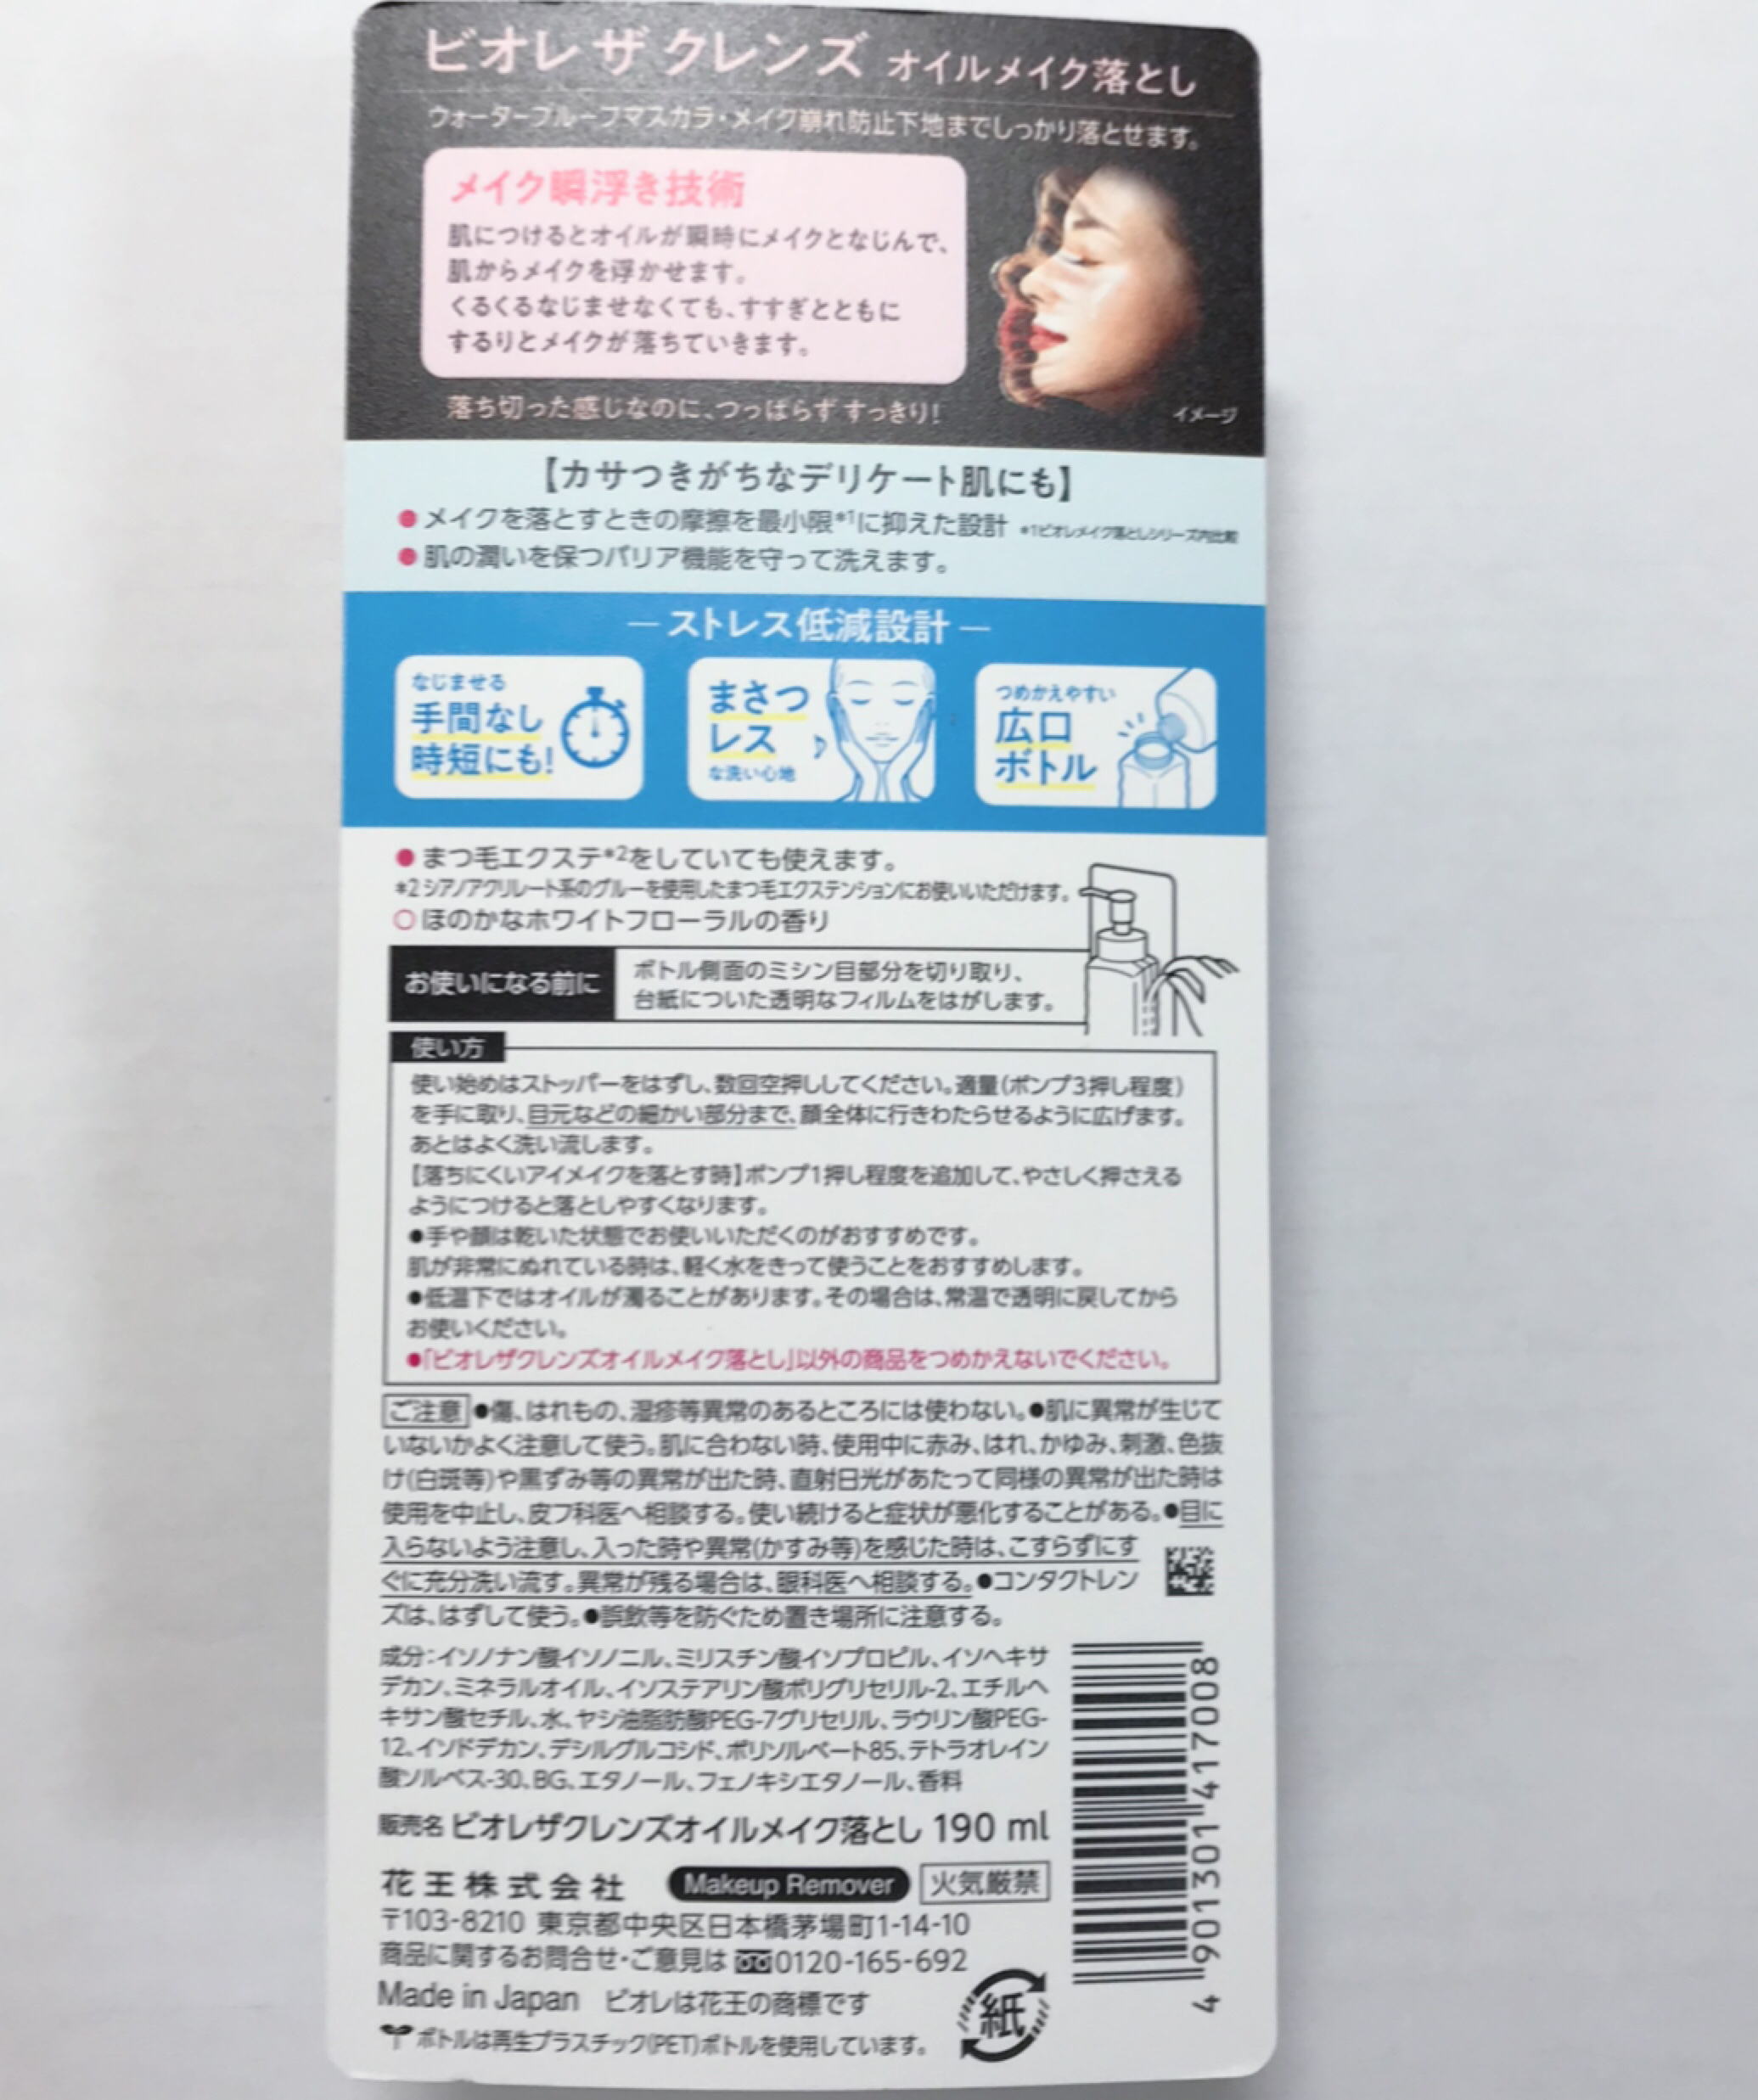 ビオレ ザ クレンズ オイルメイク落とし
ウォータープルーフマスカラ・メイク崩れ防止下地までしっかり落とせます。
メイク瞬浮き技術
肌につけるとオイルが瞬時にメイクとなじんで、
肌からメイクを浮かせます。
くるくるなじませなくても、すすぎとともに
するりとメイクが落ちていきます。
落ち切った感じなのに、つっぱらず すっきり!
イメージ
【カサつきがちなデリケート肌にも】
●メイクを落とすときの摩擦を最小限*1に抑えた設計 *1ビオレメイク落としシリーズ内比較
●肌の潤いを保つバリア機能を守って洗えます。
—ストレス低減設計—
なじませる
手間なし
時短にも!
まさつ
レス
な洗い心地
つめかえやすい
広口
ボトル
●まつ毛エクステ*2をしていても使えます。
*2 シアノアクリレート系のグルーを使用したまつ毛エクステンションにお使いいただけます。
○ほのかなホワイトフローラルの香り
お使いになる前に
ボトル側面のミシン目部分を切り取り、
台紙についた透明なフィルムをはがします。
使い方
使い始めはストッパーをはずし、数回空押ししてください。適量(ポンプ3押し程度)
を手に取り、目元などの細かい部分まで、顔全体に行きわたらせるように広げます。
あとはよく洗い流します。
【落ちにくいアイメイクを落とす時】ポンプ1押し程度を追加して、やさしく押さえる
ようにつけると落としやすくなります。
●手や顔は乾いた状態でお使いいただくのがおすすめです。
肌が非常にぬれている時は、軽く水をきって使うことをおすすめします。
●低温下ではオイルが濁ることがあります。その場合は、常温で透明に戻してから
お使いください。
●「ビオレザクレンズオイルメイク落とし」以外の商品をつめかえないでください。
ご注意 ●傷、はれもの、湿疹等異常のあるところには使わない。●肌に異常が生じて
いないかよく注意して使う。肌に合わない時、使用中に赤み、はれ、かゆみ、刺激、色抜
け(白斑等)や黒ずみ等の異常が出た時、直射日光があたって同様の異常が出た時は
使用を中止し、皮フ科医へ相談する。使い続けると症状が悪化することがある。●目に
入らないよう注意し、入った時や異常(かすみ等)を感じた時は、こすらずにす
ぐに充分洗い流す。異常が残る場合は、眼科医へ相談する。●コンタクトレン
ズは、はずして使う。●誤飲等を防ぐため置き場所に注意する。
成分:イソノナン酸イソノニル、ミリスチン酸イソプロピル、イソヘキサ
デカン、ミネラルオイル、イソステアリン酸ポリグリセリル-2、エチルヘ
キサン酸セチル、水、ヤシ油脂肪酸PEG-7グリセリル、ラウリン酸PEG-
12、イソドデカン、デシルグルコシド、ポリソルベート85、テトラオレイン
酸ソルベス-30、BG、エタノール、フェノキシエタノール、香料
販売名 ビオレザクレンズオイルメイク落とし 190 ml
花王株式会社 Makeup Remover 火気厳禁
〒103-8210 東京都中央区日本橋茅場町1-14-10
商品に関するお問合せ・ご意見は 0120-165-692
Made in Japan ビオレは花王の商標です
ボトルは再生プラスチック(PET)ボトルを使用しています。
紙
4 901301 417008